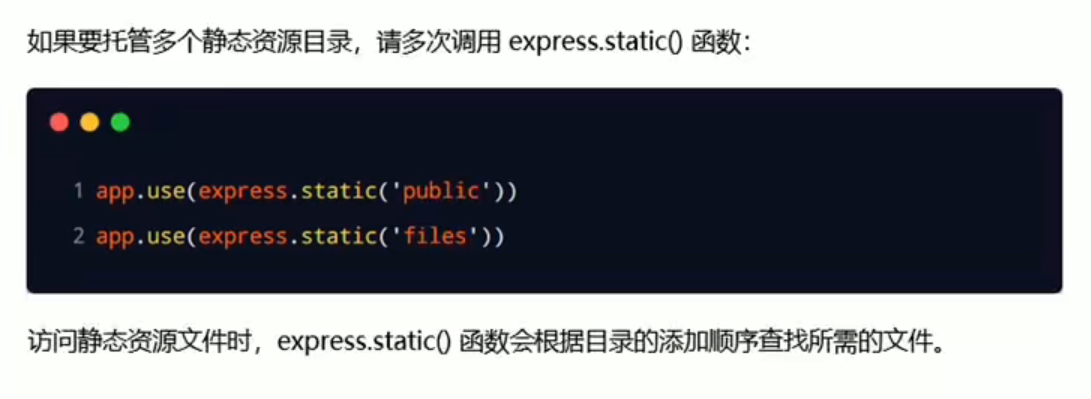 如果要托管多个静态资源目录，请多次调用 express.static() 函数：
1 app.use(express.static('public'))
2 app.use(express.static('files'))
访问静态资源文件时，express.static() 函数会根据目录的添加顺序查找所需的文件。